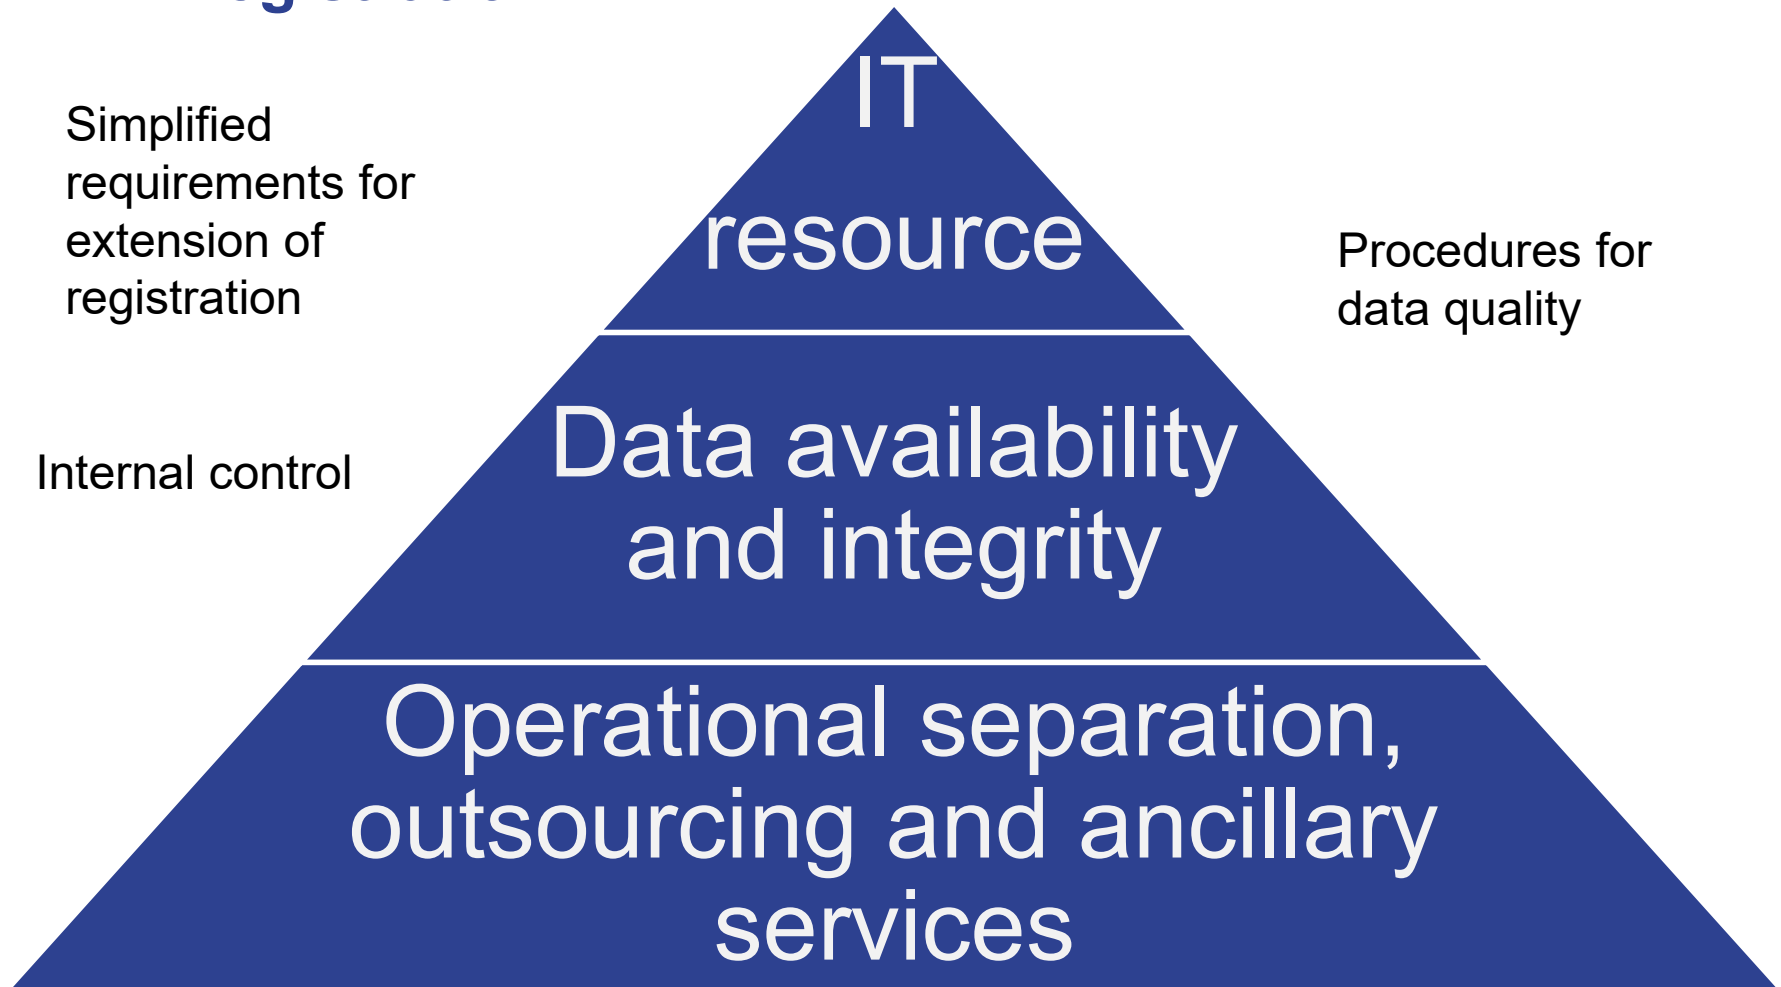 Simplified
requirements for
extension of
registration
Internal control
IT
resource
Data availability
and integrity
Operational separation,
outsourcing and ancillary
services
Procedures for
data quality